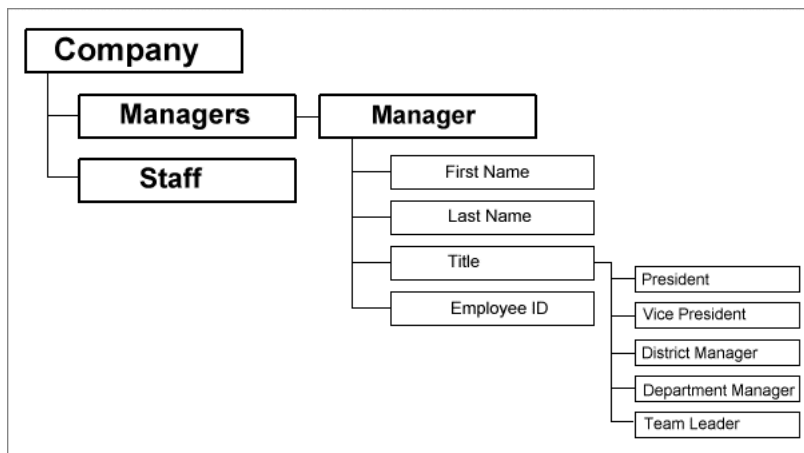 Company
Managers
Manager
Staff
First Name
Last Name
Title
President
Employee ID
Vice President
District Manager
Department Manager
Team Leader